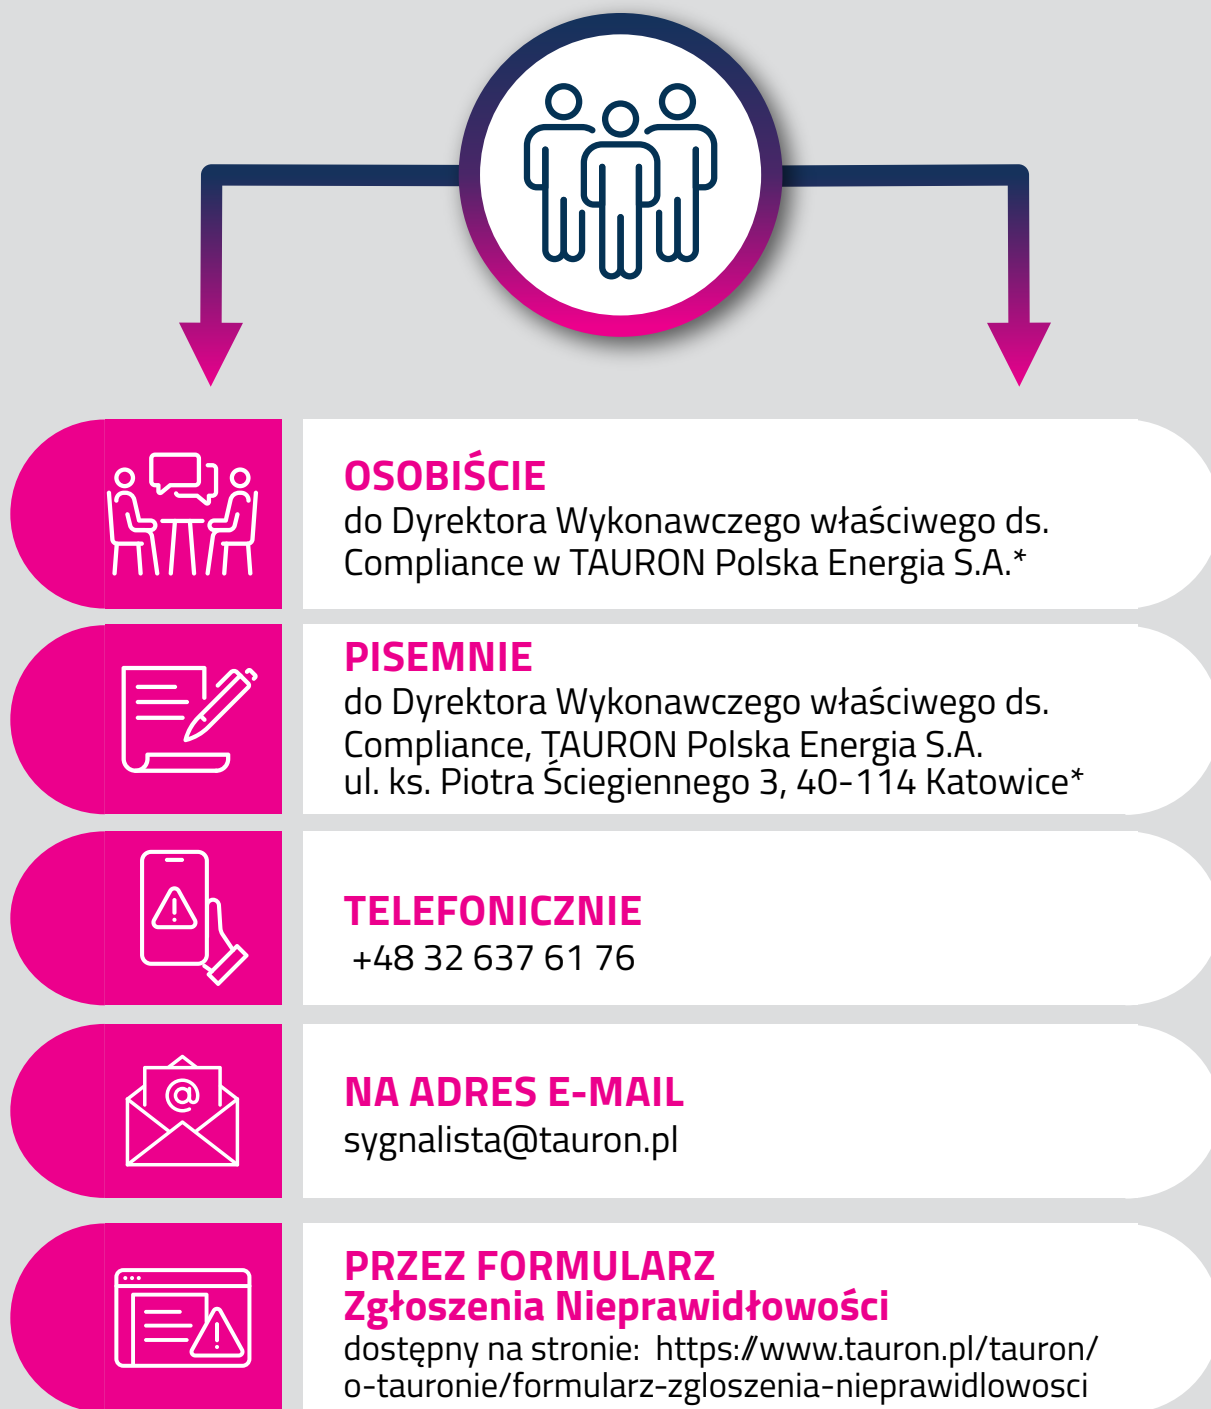 OSOBIŚCIE
do Dyrektora Wykonawczego właściwego ds.
Compliance w TAURON Polska Energia S.A.*
PISEMNIE
do Dyrektora Wykonawczego właściwego ds.
Compliance, TAURON Polska Energia S.A.
ul. ks. Piotra Ściegiennego 3, 40-114 Katowice*
TELEFONICZNIE
+48 32 637 61 76
@
NA ADRES E-MAIL
sygnalista@tauron.pl
PRZEZ FORMULARZ
Zgłoszenia Nieprawidłowości
dostępny na stronie: https://www.tauron.pl/tauron/
o-tauronie/formularz-zgloszenia-nieprawidlowosci